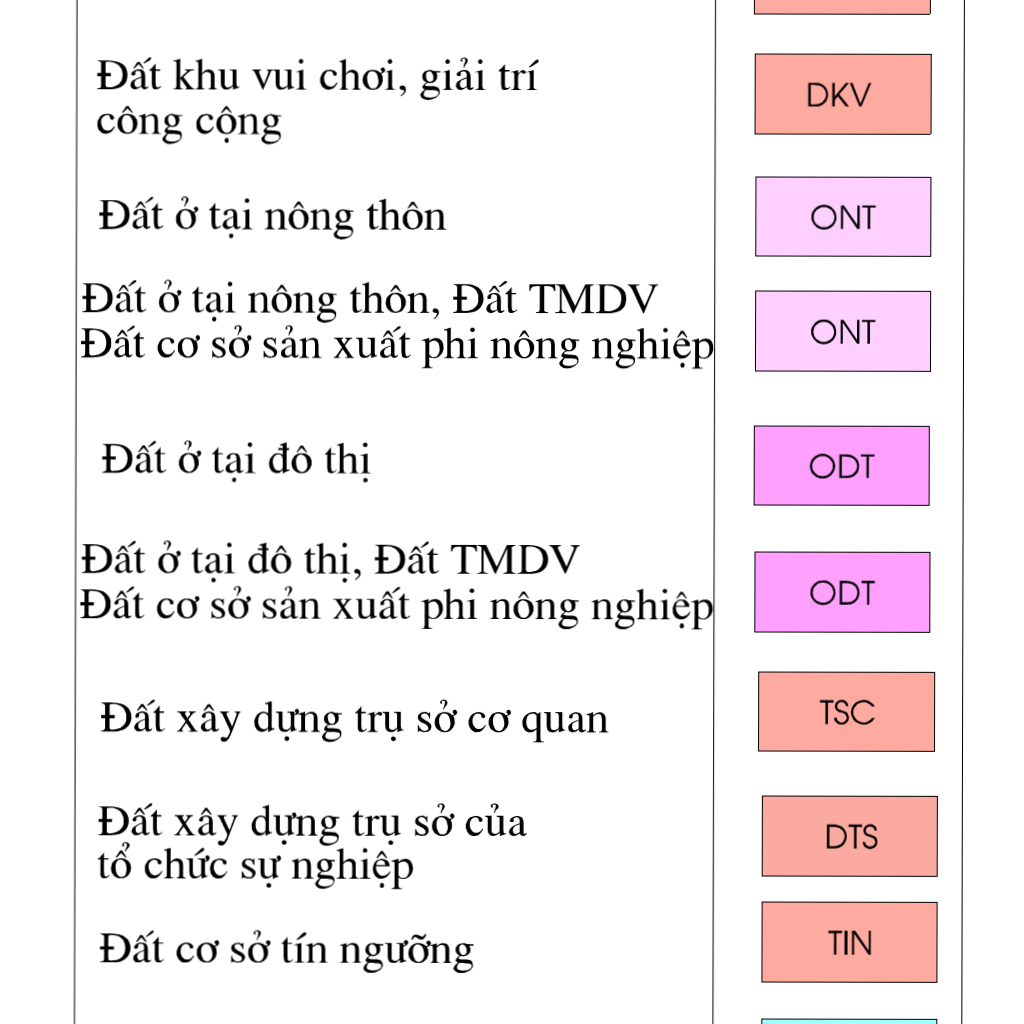 Đất khu vui chơi, giải trí
công cộng
DKV
Đất ở tại nông thôn
ONT
Đất ở tại nông thôn, Đất TMDV
Đất cơ sở sản xuất phi nông nghiệp
ONT
Đất ở tại đô thị
ODT
Đất ở tại đô thị, Đất TMDV
Đất cơ sở sản xuất phi nông nghiệp
ODT
Đất xây dựng trụ sở cơ quan
TSC
Đất xây dựng trụ sở của
tổ chức sự nghiệp
DTS
Đất cơ sở tín ngưỡng
TIN